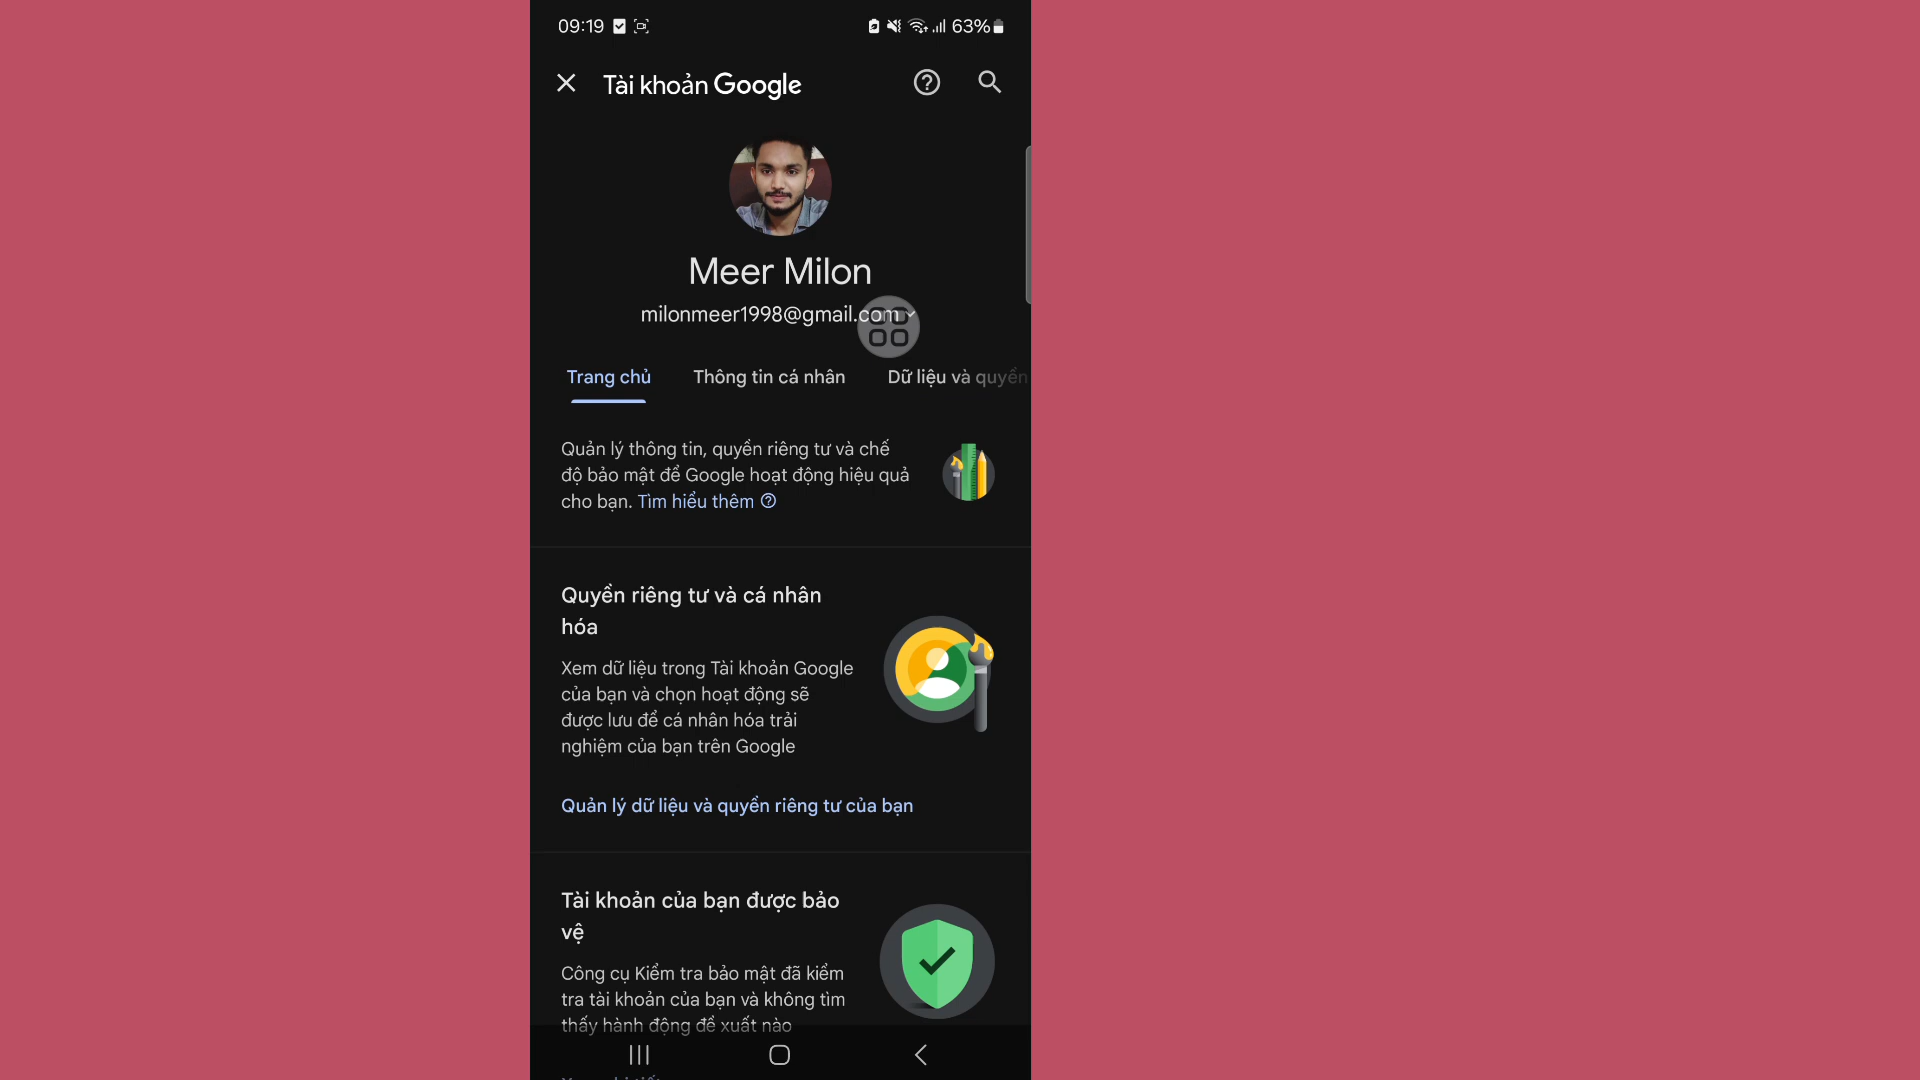 09:19
63%
Tài khoản Google
Meer Milon
milonmeer1998@gmail.com
Trang chủ Thông tin cá nhân Dữ liệu và quyền
Quản lý thông tin, quyền riêng tư và chế
độ bảo mật để Google hoạt động hiệu quả
cho bạn. Tìm hiểu thêm
Quyền riêng tư và cá nhân
hóa
Xem dữ liệu trong Tài khoản Google
của bạn và chọn hoạt động sẽ
được lưu để cá nhân hóa trải
nghiệm của bạn trên Google
Quản lý dữ liệu và quyền riêng tư của bạn
Tài khoản của bạn được bảo
vệ
Công cụ Kiểm tra bảo mật đã kiểm
tra tài khoản của bạn và không tìm
thấy hành động đề xuất nào